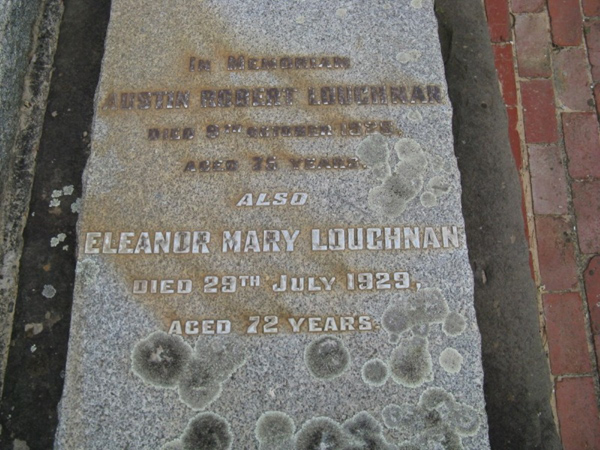 IN MEMORIAM
AUSTIN ROBERT LOUGHNAN
DIED 9TH OCTOBER
AGED 35 YEARS.
ALSO
ELEANOR MARY LOUGHNAN
DIED 29TH JULY 1929,
AGED 72 YEARS.